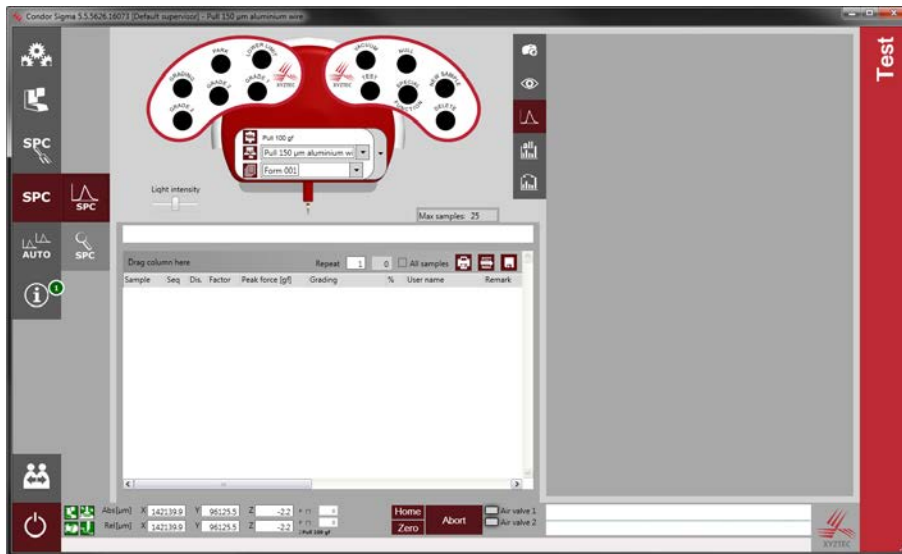 Condor Sigma 5.5.5626.16073 [Default supervisor] - Pull 150 µm aluminium wire
Test
PARK
LOWER LIMIT
GRADING
GRADE 2
GRADE 1
GRADE 3
XYZTEC
VACUUM
NULL
NEW SAMPLE
XYZTEC
TEST
SPECIAL FUNCTION
DELETE
Pull 100 gf
Pull 150 µm aluminium wi
Form 001
Light intensity
Max samples: 25
SPC
SPC
SPC
AUTO
SPC
1
all
Drag column here
Repeat 1 0 All samples
Sample Seq Dis. Factor Peak force [gf] Grading % User name Remark
Abs[µm] X 142139.9 Y 96125.5 Z -2.2
Rel[µm] X 142139.9 Y 96125.5 Z -2.2
Pull 100 gf
Home
Zero
Abort
Air valve 1
Air valve 2
XYZTEC